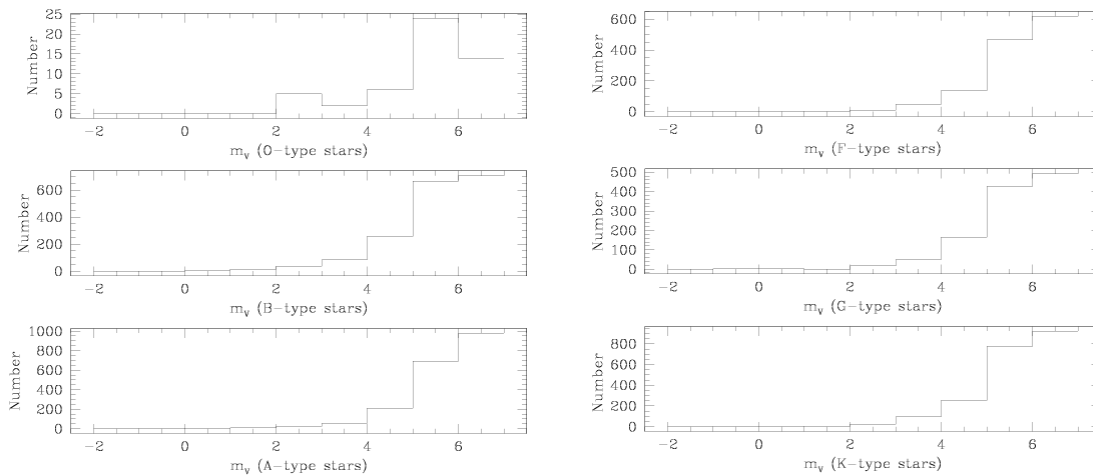 25
20
15
10
5
0
Number
−2 0 2 4 6
m_v (O−type stars)
600
400
200
0
Number
−2 0 2 4 6
m_v (B−type stars)
1000
800
600
400
200
0
Number
−2 0 2 4 6
m_v (A−type stars)
600
400
200
0
Number
−2 0 2 4 6
m_v (F−type stars)
500
400
300
200
100
0
Number
−2 0 2 4 6
m_v (G−type stars)
800
600
400
200
0
Number
−2 0 2 4 6
m_v (K−type stars)